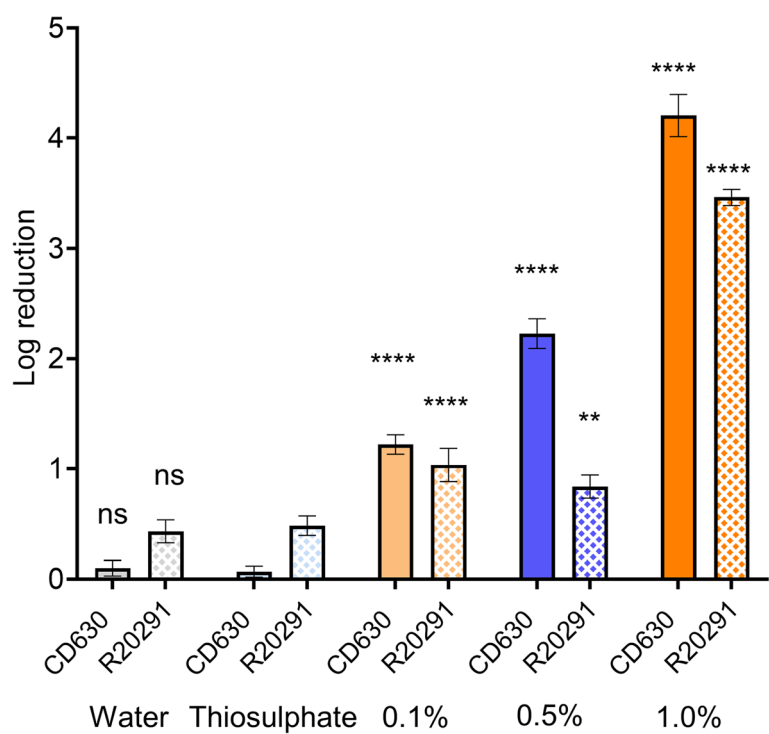 5
****
4
****
3
****
Log reduction
2
****
****
**
1
ns
ns
0
CD630 R20291 CD630 R20291 CD630 R20291 CD630 R20291 CD630 R20291
Water Thiosulphate 0.1% 0.5% 1.0%